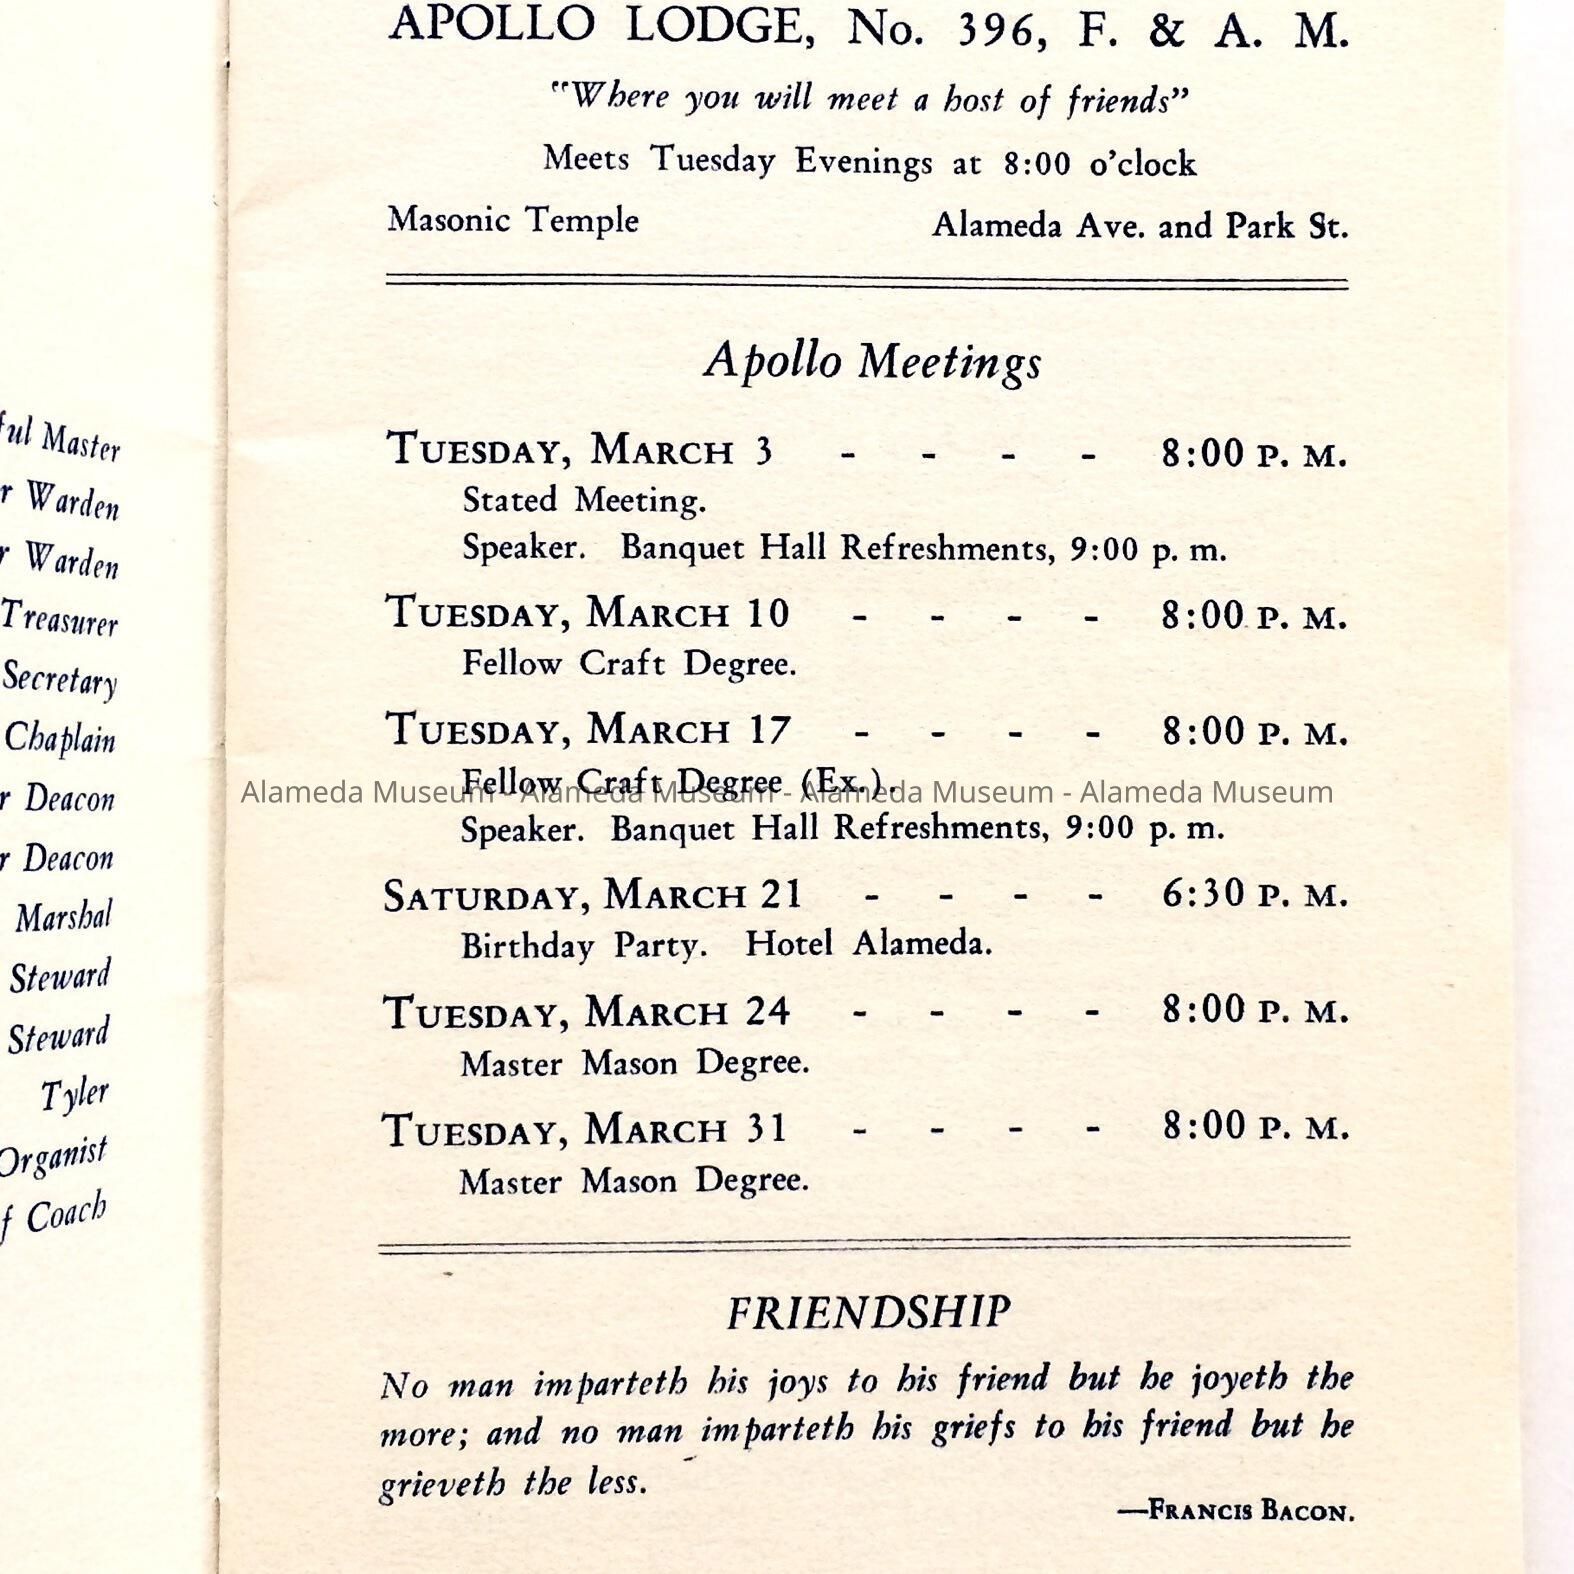 ful Master
r Warden
r Warden
Treasurer
Secretary
Chaplain
r Deacon
r Deacon
Marshal
Steward
Steward
Tyler
Organist
f Coach
APOLLO LODGE, No. 396, F. & A. M.
"Where you will meet a host of friends"
Meets Tuesday Evenings at 8:00 o'clock
Masonic Temple Alameda Ave. and Park St.
Apollo Meetings
TUESDAY, MARCH 3 - - - - 8:00 P. M.
Stated Meeting.
Speaker. Banquet Hall Refreshments, 9:00 p. m.
TUESDAY, MARCH 10 - - - - 8:00 P. M.
Fellow Craft Degree.
TUESDAY, MARCH 17 - - - - 8:00 P. M.
Fellow Craft Degree (Ex.).
Alameda Museum - Alameda Museum - Alameda Museum - Alameda Museum
Speaker. Banquet Hall Refreshments, 9:00 p. m.
SATURDAY, MARCH 21 - - - - 6:30 P. M.
Birthday Party. Hotel Alameda.
TUESDAY, MARCH 24 - - - - 8:00 P. M.
Master Mason Degree.
TUESDAY, MARCH 31 - - - - 8:00 P. M.
Master Mason Degree.
FRIENDSHIP
No man imparteth his joys to his friend but he joyeth the
more; and no man imparteth his griefs to his friend but he
grieveth the less.
—FRANCIS BACON.